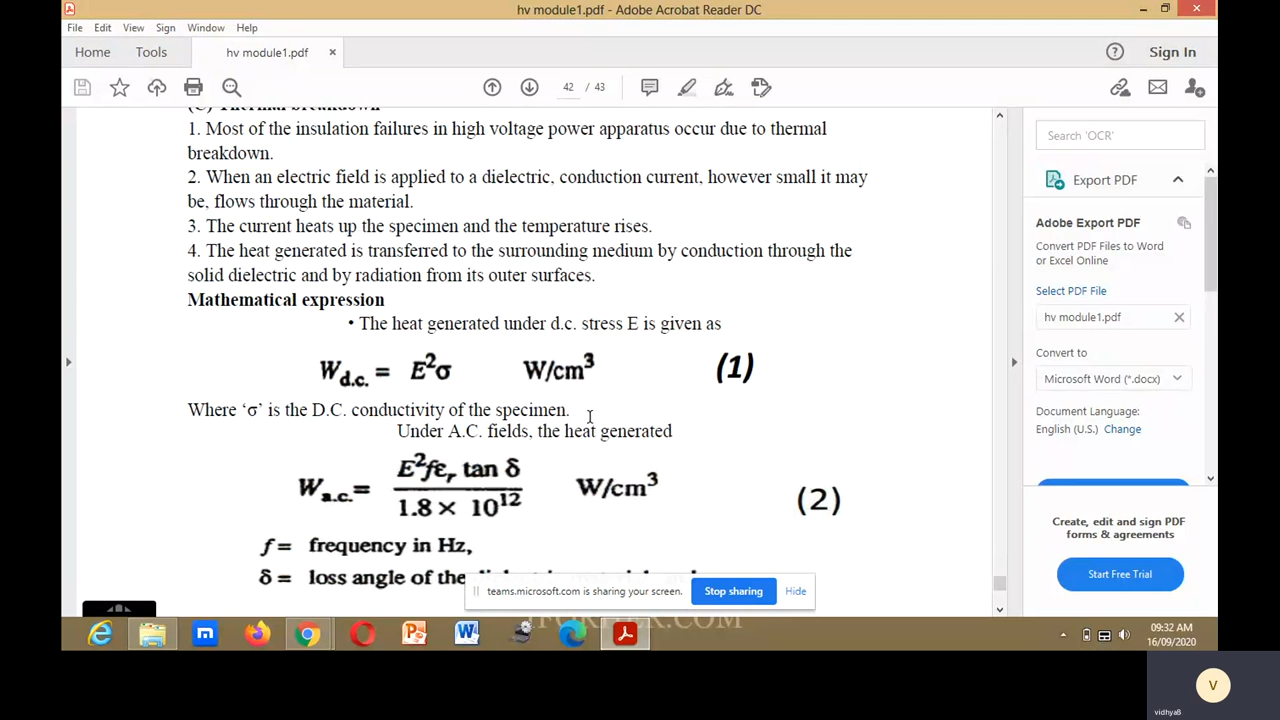 hv module1.pdf - Adobe Acrobat Reader DC
File Edit View Sign Window Help
Home Tools hv module1.pdf × Sign In
42 / 43
(C) Thermal breakdown
1. Most of the insulation failures in high voltage power apparatus occur due to thermal
breakdown.
2. When an electric field is applied to a dielectric, conduction current, however small it may
be, flows through the material.
3. The current heats up the specimen and the temperature rises.
4. The heat generated is transferred to the surrounding medium by conduction through the
solid dielectric and by radiation from its outer surfaces.
Mathematical expression
• The heat generated under d.c. stress E is given as
W_d.c. = E²σ W/cm³ (1)
Where ‘σ’ is the D.C. conductivity of the specimen.
Under A.C. fields, the heat generated
W_a.c. = E²fε_r tan δ / 1.8 × 10¹² W/cm³ (2)
f = frequency in Hz,
δ = loss angle of the
teams.microsoft.com is sharing your screen. Stop sharing Hide
Search 'OCR'
Export PDF
Adobe Export PDF
Convert PDF Files to Word
or Excel Online
Select PDF File
hv module1.pdf
Convert to
Microsoft Word (*.docx)
Document Language:
English (U.S.) Change
Create, edit and sign PDF
forms & agreements
Start Free Trial
09:32 AM
16/09/2020
V
vidhyaB